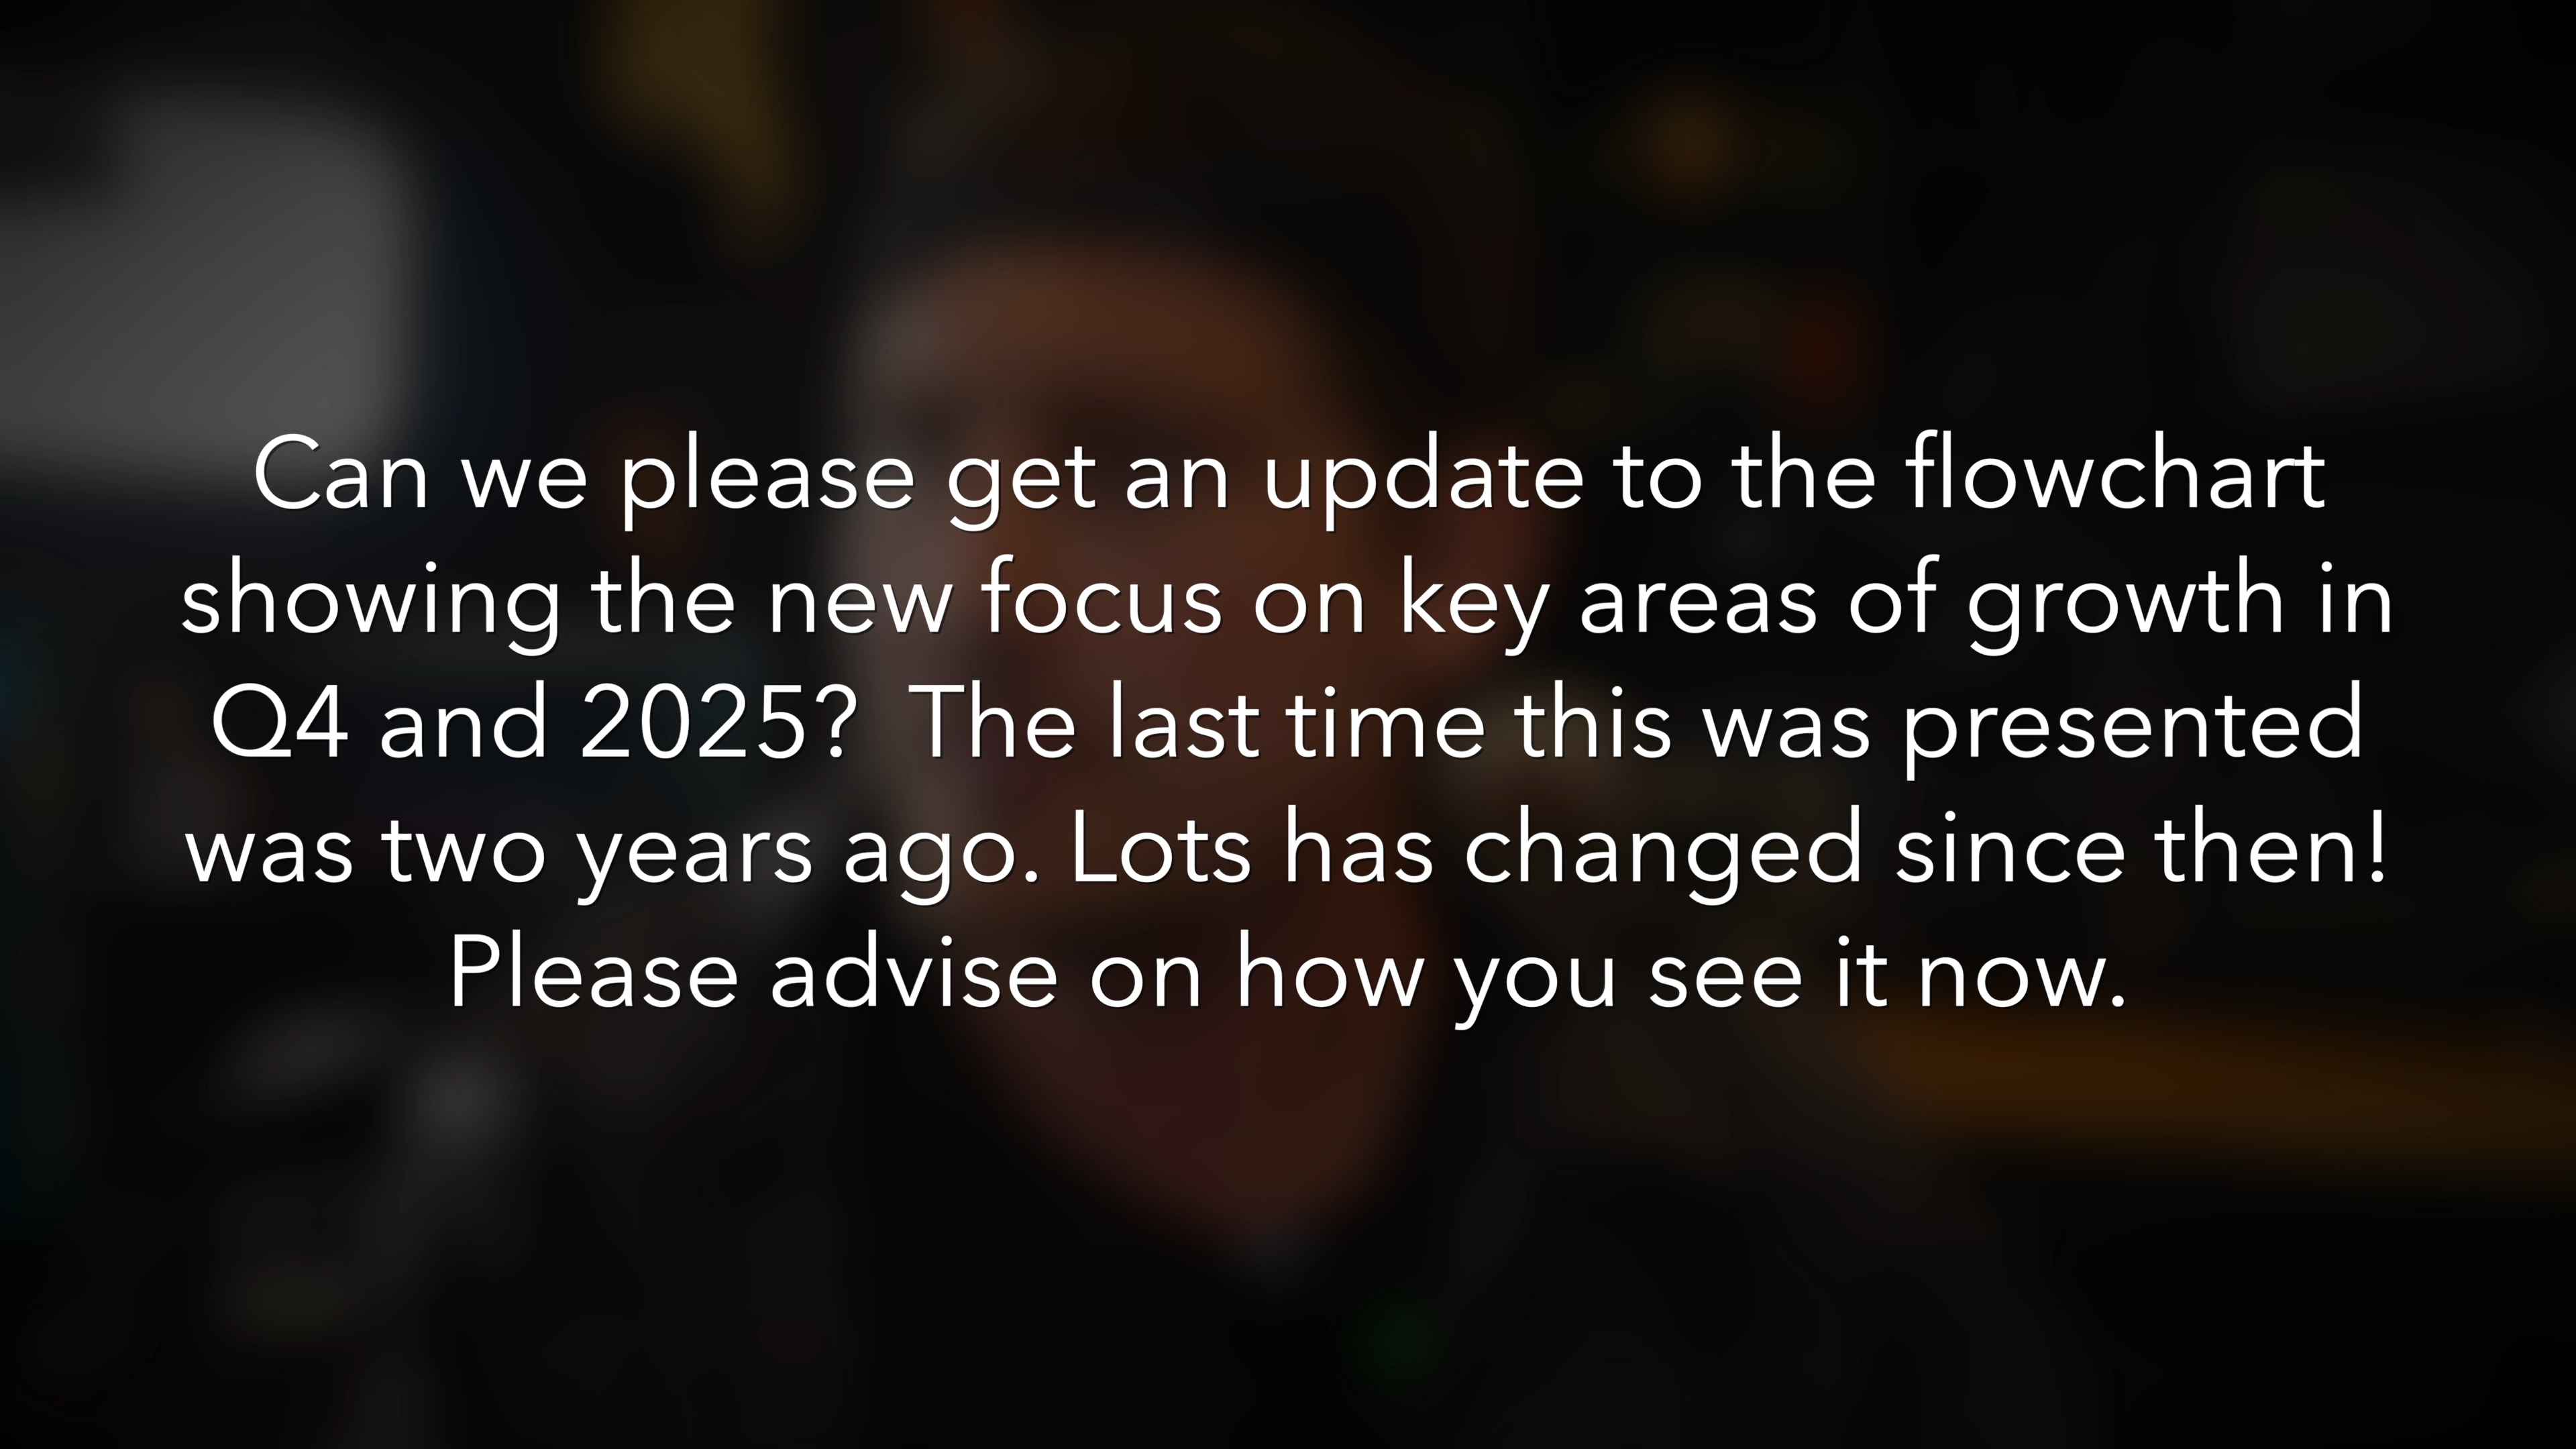 Can we please get an update to the flowchart
showing the new focus on key areas of growth in
Q4 and 2025?  The last time this was presented
was two years ago. Lots has changed since then!
Please advise on how you see it now.